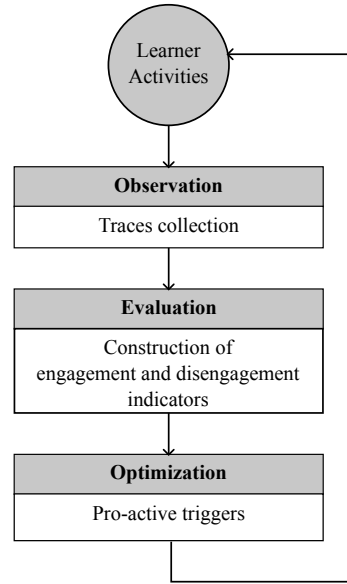 Learner
Activities
Observation
Traces collection
Evaluation
Construction of
engagement and disengagement
indicators
Optimization
Pro-active triggers